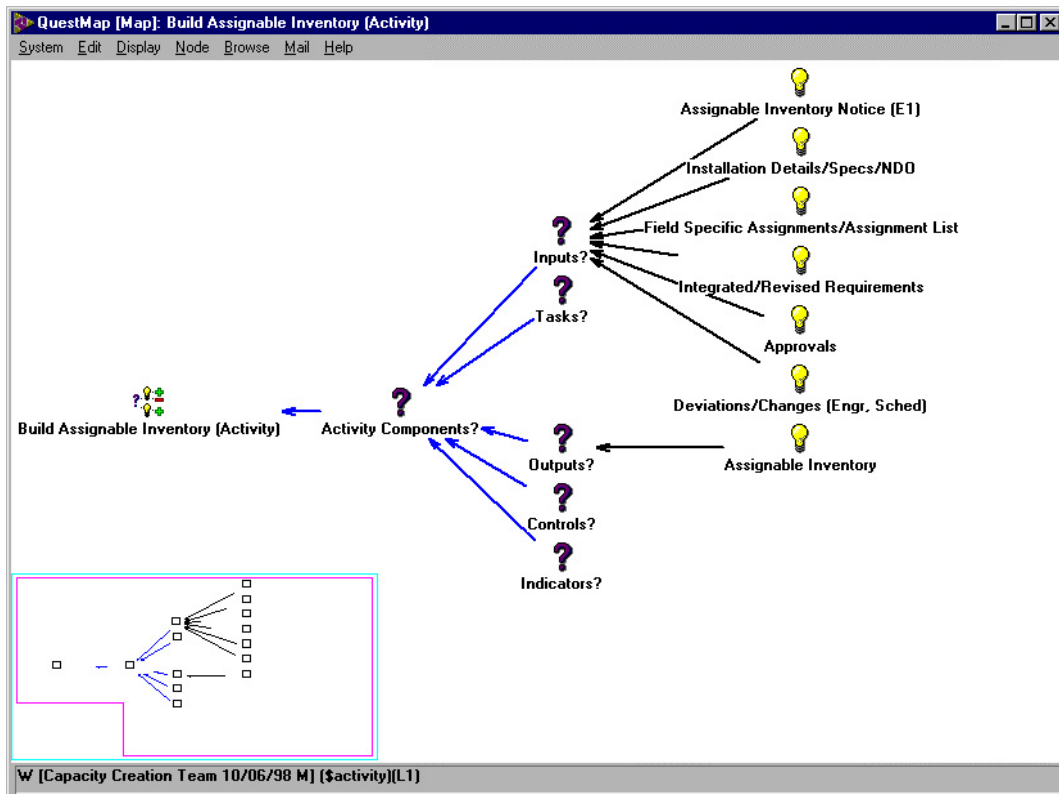 QuestMap [Map]: Build Assignable Inventory (Activity)
System Edit Display Node Browse Mail Help
Assignable Inventory Notice (E1)
Installation Details/Specs/NDO
Field Specific Assignments/Assignment List
Inputs?
Integrated/Revised Requirements
Tasks?
Approvals
Deviations/Changes (Engr, Sched)
Build Assignable Inventory (Activity)
Activity Components?
Outputs?
Assignable Inventory
Controls?
Indicators?
W [Capacity Creation Team 10/06/98 M] ($activity)(L1)